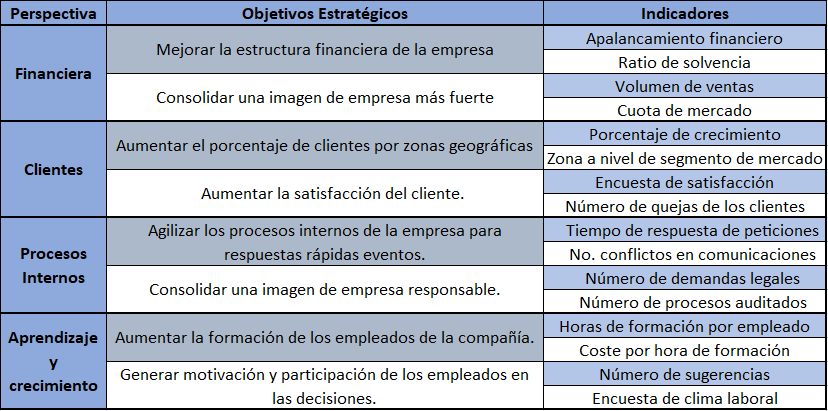 Perspectiva Objetivos Estratégicos Indicadores
Financiera
Mejorar la estructura financiera de la empresa
Apalancamiento financiero
Ratio de solvencia
Consolidar una imagen de empresa más fuerte
Volumen de ventas
Cuota de mercado
Clientes
Aumentar el porcentaje de clientes por zonas geográficas
Porcentaje de crecimiento
Zona a nivel de segmento de mercado
Aumentar la satisfacción del cliente.
Encuesta de satisfacción
Número de quejas de los clientes
Procesos
Internos
Agilizar los procesos internos de la empresa para
respuestas rápidas eventos.
Tiempo de respuesta de peticiones
No. conflictos en comunicaciones
Consolidar una imagen de empresa responsable.
Número de demandas legales
Número de procesos auditados
Aprendizaje
y
crecimiento
Aumentar la formación de los empleados de la compañía.
Horas de formación por empleado
Coste por hora de formación
Generar motivación y participación de los empleados en
las decisiones.
Número de sugerencias
Encuesta de clima laboral